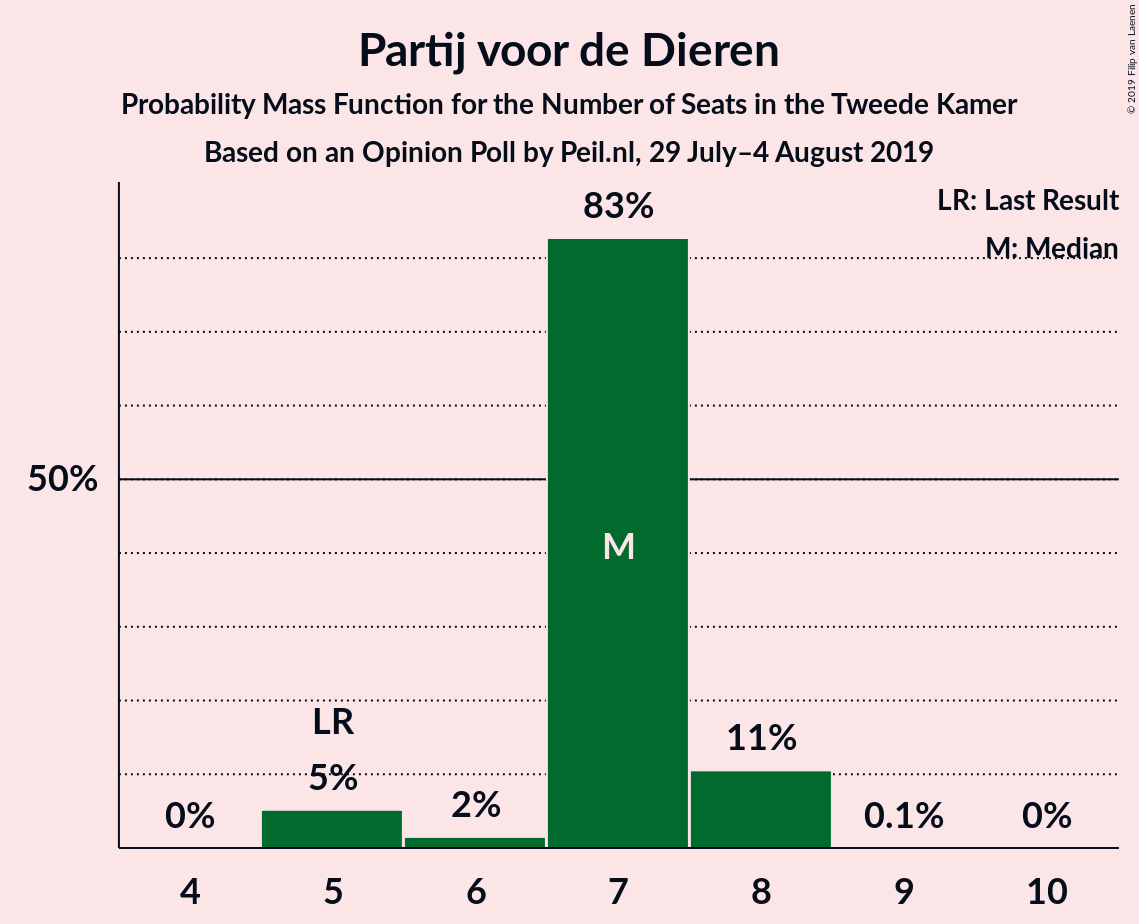 Partij voor de Dieren
Probability Mass Function for the Number of Seats in the Tweede Kamer
Based on an Opinion Poll by Peil.nl, 29 July–4 August 2019
© 2019 Filip van Laenen
LR: Last Result
M: Median
83%
50%
M
LR
5%
2%
11%
0%
0.1%
0%
4 5 6 7 8 9 10